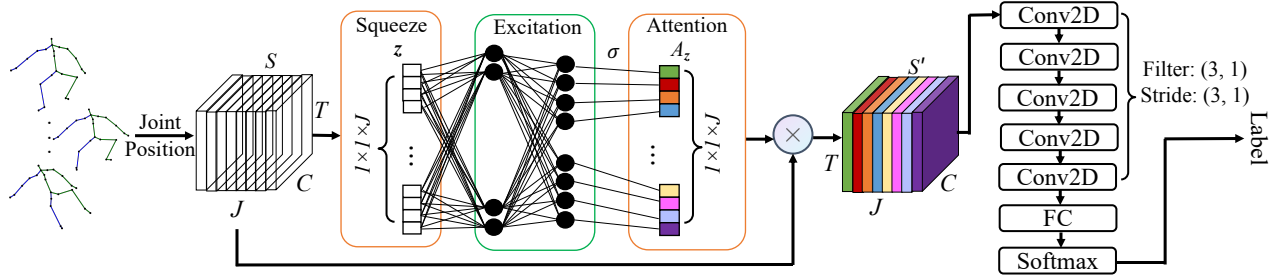 Joint
Position
S
T
C
J
Squeeze
z
1×1×J
...
...
Excitation
σ
Attention
A_z
1×1×J
...
×
S'
T
C
J
Conv2D
Conv2D
Conv2D
Conv2D
Conv2D
FC
Softmax
Filter: (3, 1)
Stride: (3, 1)
Label